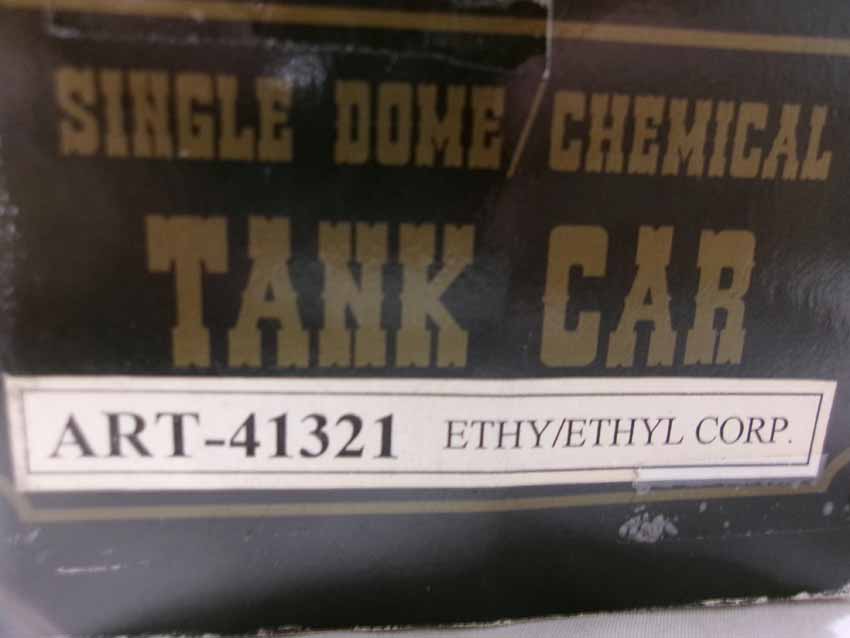 SINGLE DOME CHEMICAL
TANK CAR
ART-41321 ETHY/ETHYL CORP.